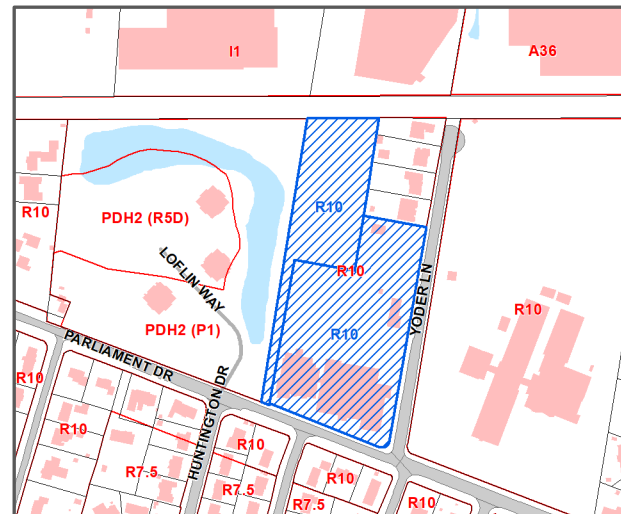 I1
A36
R10
R10
PDH2 (R5D)
R10
LOFLIN WAY
YODER LN
R10
R10
PDH2 (P1)
PARLIAMENT DR
HUNTINGTON DR
R10
R10
R10
R10
R7.5
R7.5
R7.5
R10